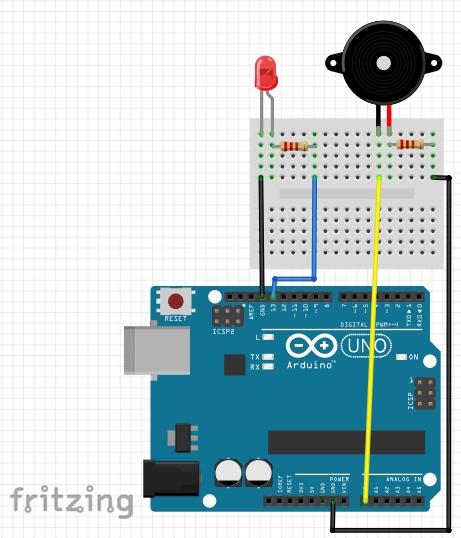 RESET
ICSP2
AREF
GND
13
12
~11
~10
~9
8
7
~6
~5
4
~3
2
TX▸1
RX◂0
DIGITAL (PWM=~)
L
TX
RX
UNO
Arduino™
ON
ICSP
1
POWER
ANALOG IN
IOREF
RESET
3V3
5V
GND
GND
VIN
A1
A2
A3
A4
A5
fritzing